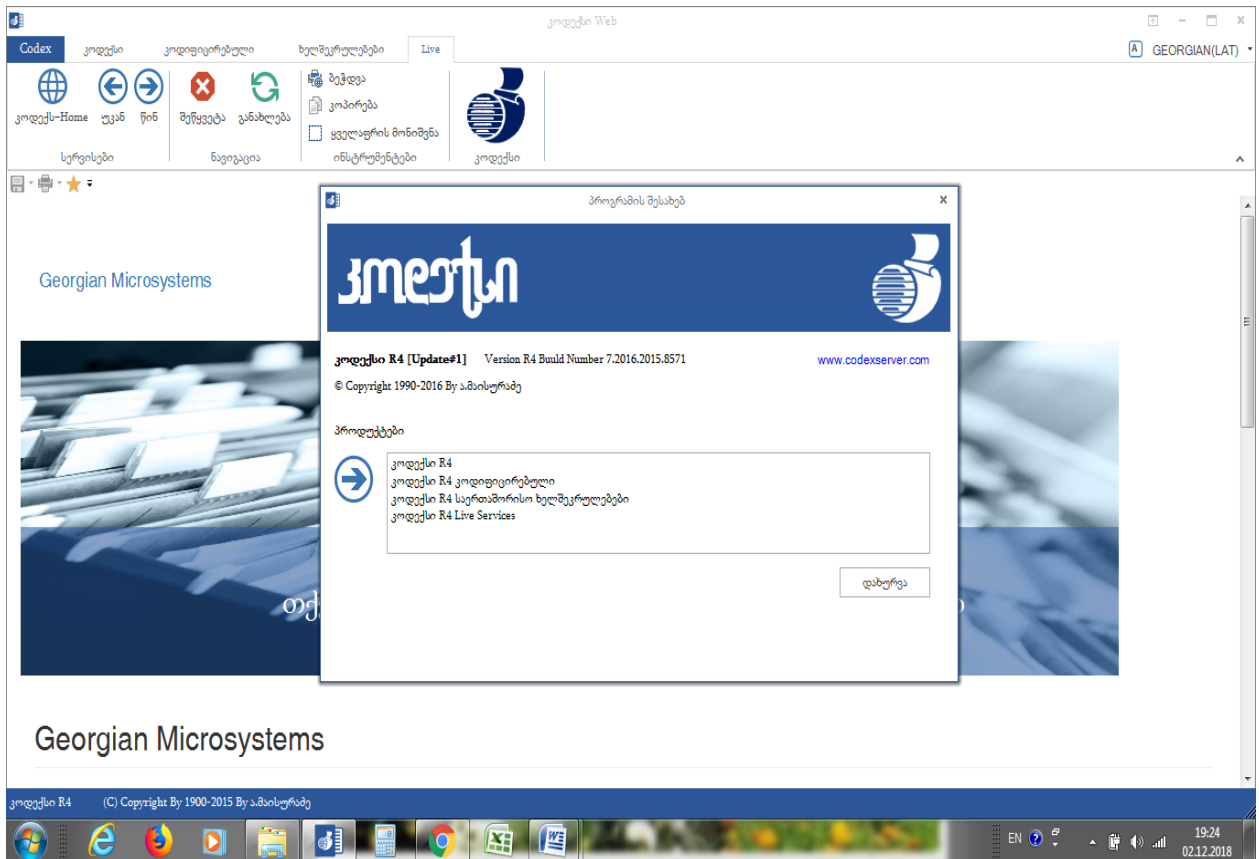 კოდექსი Web
Codex კოდექსი კოდიფიცირებული ხელშეკრულებები Live
A GEORGIAN(LAT)
კოდექს-Home უკან წინ შეწყვეტა განახლება
ბეჭდვა
კოპირება
ყველაფრის მონიშვნა
სერვისები ნავიგაცია ინსტრუმენტები კოდექსი
პროგრამის შესახებ
Georgian Microsystems
კოდექსი
კოდექსი R4 [Update#1] Version R4 Buuld Number 7.2016.2015.8571 www.codexserver.com
© Copyright 1990-2016 By ა.მაისურაძე
პროდუქტები
კოდექსი R4
კოდექსი R4 კოდიფიცირებული
კოდექსი R4 საერთაშორისო ხელშეკრულებები
კოდექსი R4 Live Services
დახურვა
Georgian Microsystems
კოდექსი R4 (C) Copyright By 1900-2015 By ა.მაისურაძე
EN
19:24
02.12.2018